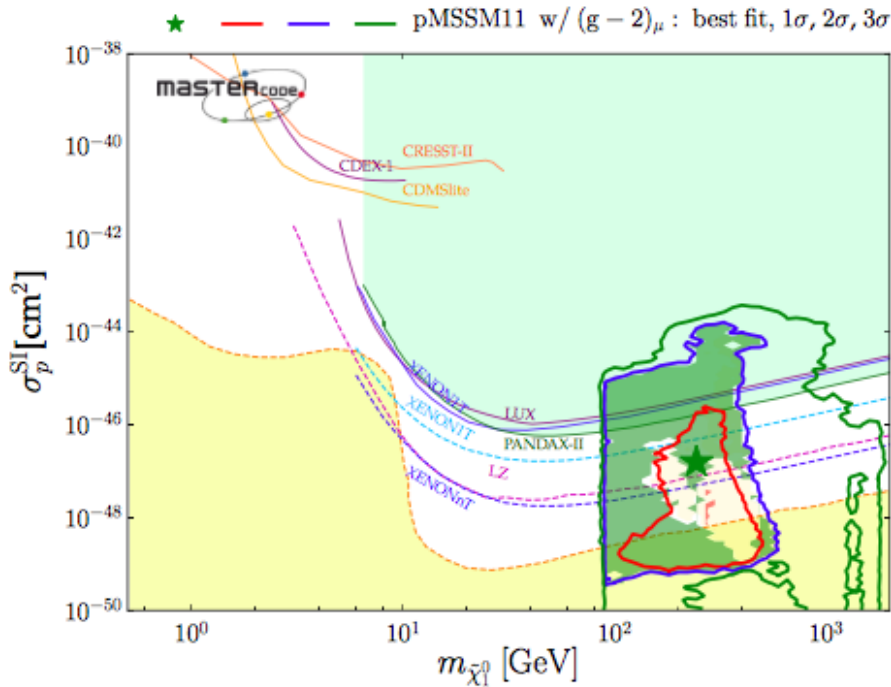 pMSSM11 w/ (g − 2)μ : best fit, 1σ, 2σ, 3σ
10⁻³⁸
MASTERCODE
CRESST-II
10⁻⁴⁰
CDEX-1
CDMSlite
10⁻⁴²
σₚˢᴵ[cm²]
10⁻⁴⁴
XENON1T
LUX
10⁻⁴⁶
XENON1T
PANDAX-II
LZ
XENONnT
10⁻⁴⁸
10⁻⁵⁰
10⁰ 10¹ 10² 10³
m_χ̃₁⁰ [GeV]